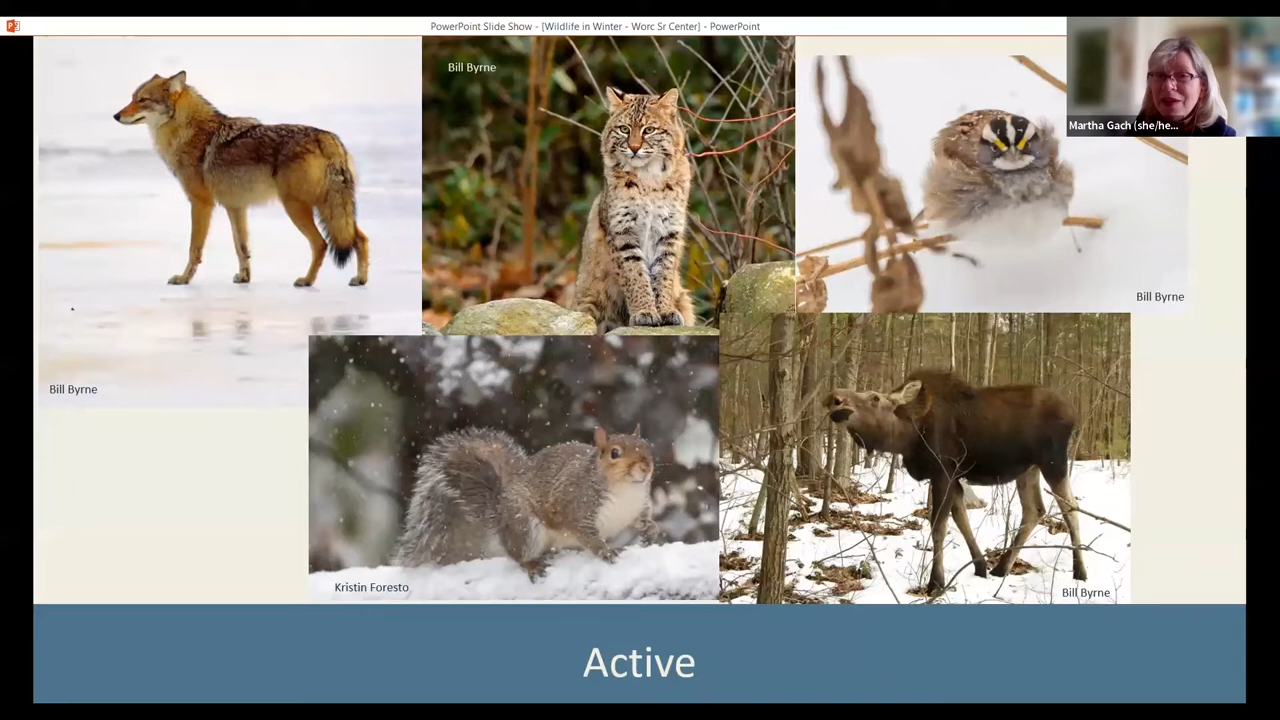 PowerPoint Slide Show - [Wildlife in Winter - Worc Sr Center] - PowerPoint
Martha Gach (she/he...
Bill Byrne
Bill Byrne
Bill Byrne
Kristin Foresto
Bill Byrne
Active